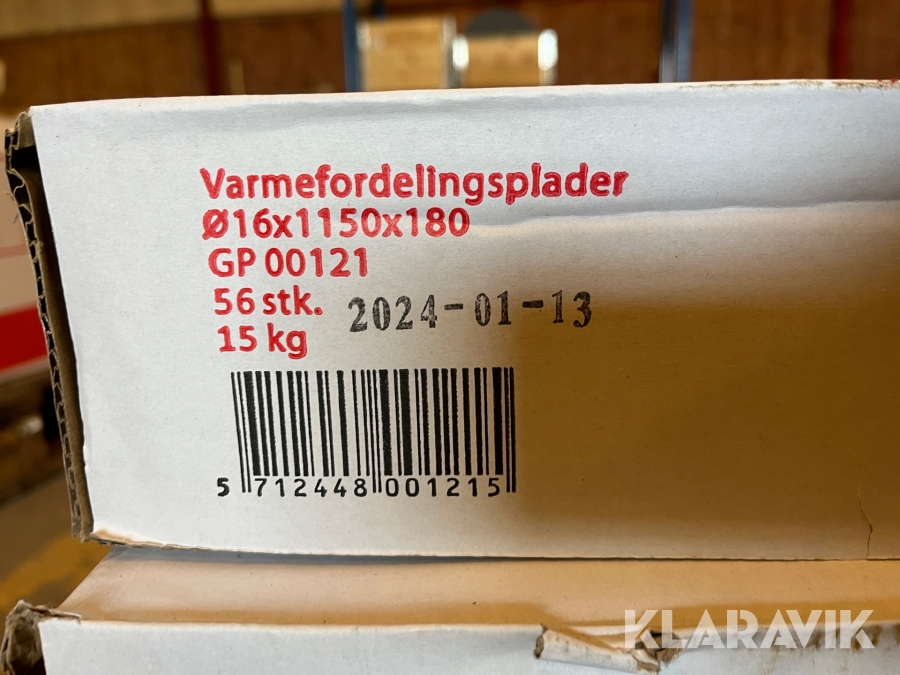 Varmefordelingsplader
Ø16x1150x180
GP 00121
56 stk. 2024-01-13
15 kg
5 712448 001215
KLARAVIK